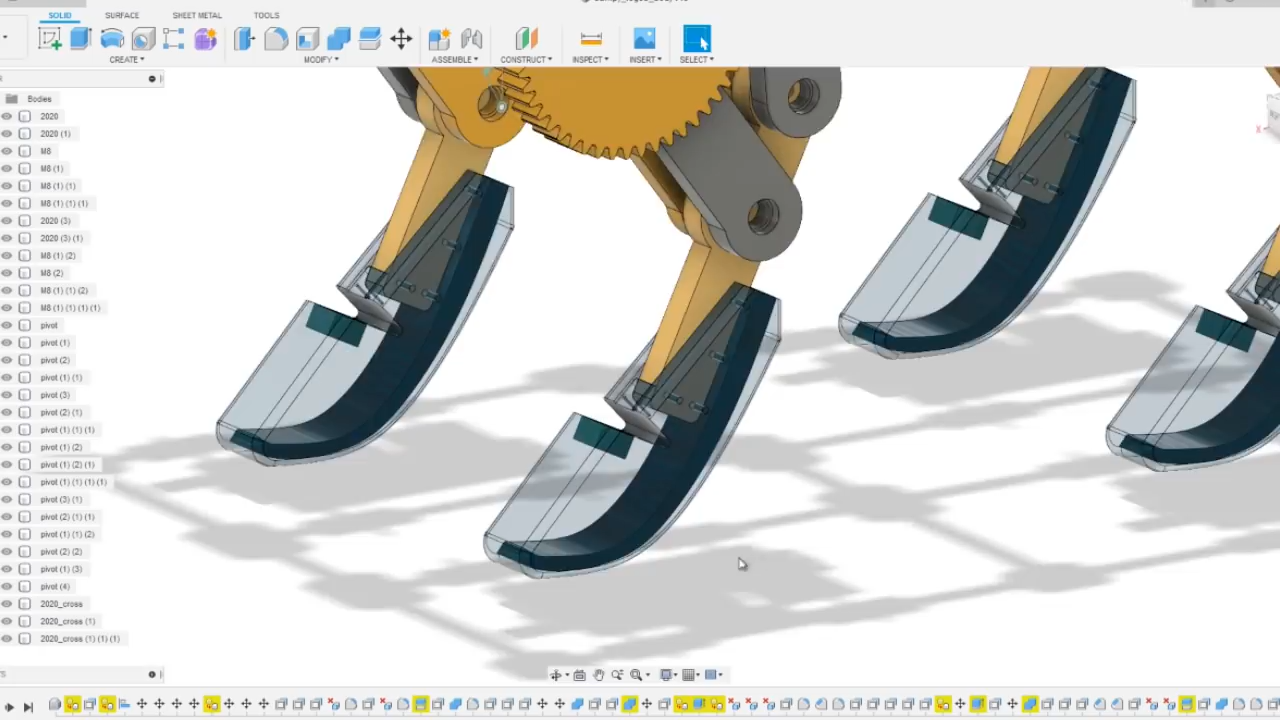 SOLID SURFACE SHEET METAL TOOLS
CREATE▾ MODIFY▾ ASSEMBLE▾ CONSTRUCT▾ INSPECT▾ INSERT▾ SELECT▾
Bodies
2020
2020 (1)
M8
M8 (1)
M8 (1) (1)
M8 (1) (1) (1)
2020 (3)
2020 (3) (1)
M8 (1) (2)
M8 (2)
M8 (1) (1) (2)
M8 (1) (1) (1) (1)
pivot
pivot (1)
pivot (2)
pivot (1) (1)
pivot (3)
pivot (2) (1)
pivot (1) (1) (1)
pivot (1) (2)
pivot (1) (2) (1)
pivot (1) (1) (1) (1)
pivot (3) (1)
pivot (2) (1) (1)
pivot (1) (1) (2)
pivot (2) (2)
pivot (1) (3)
pivot (4)
2020_cross
2020_cross (1)
2020_cross (1) (1) (1)
X